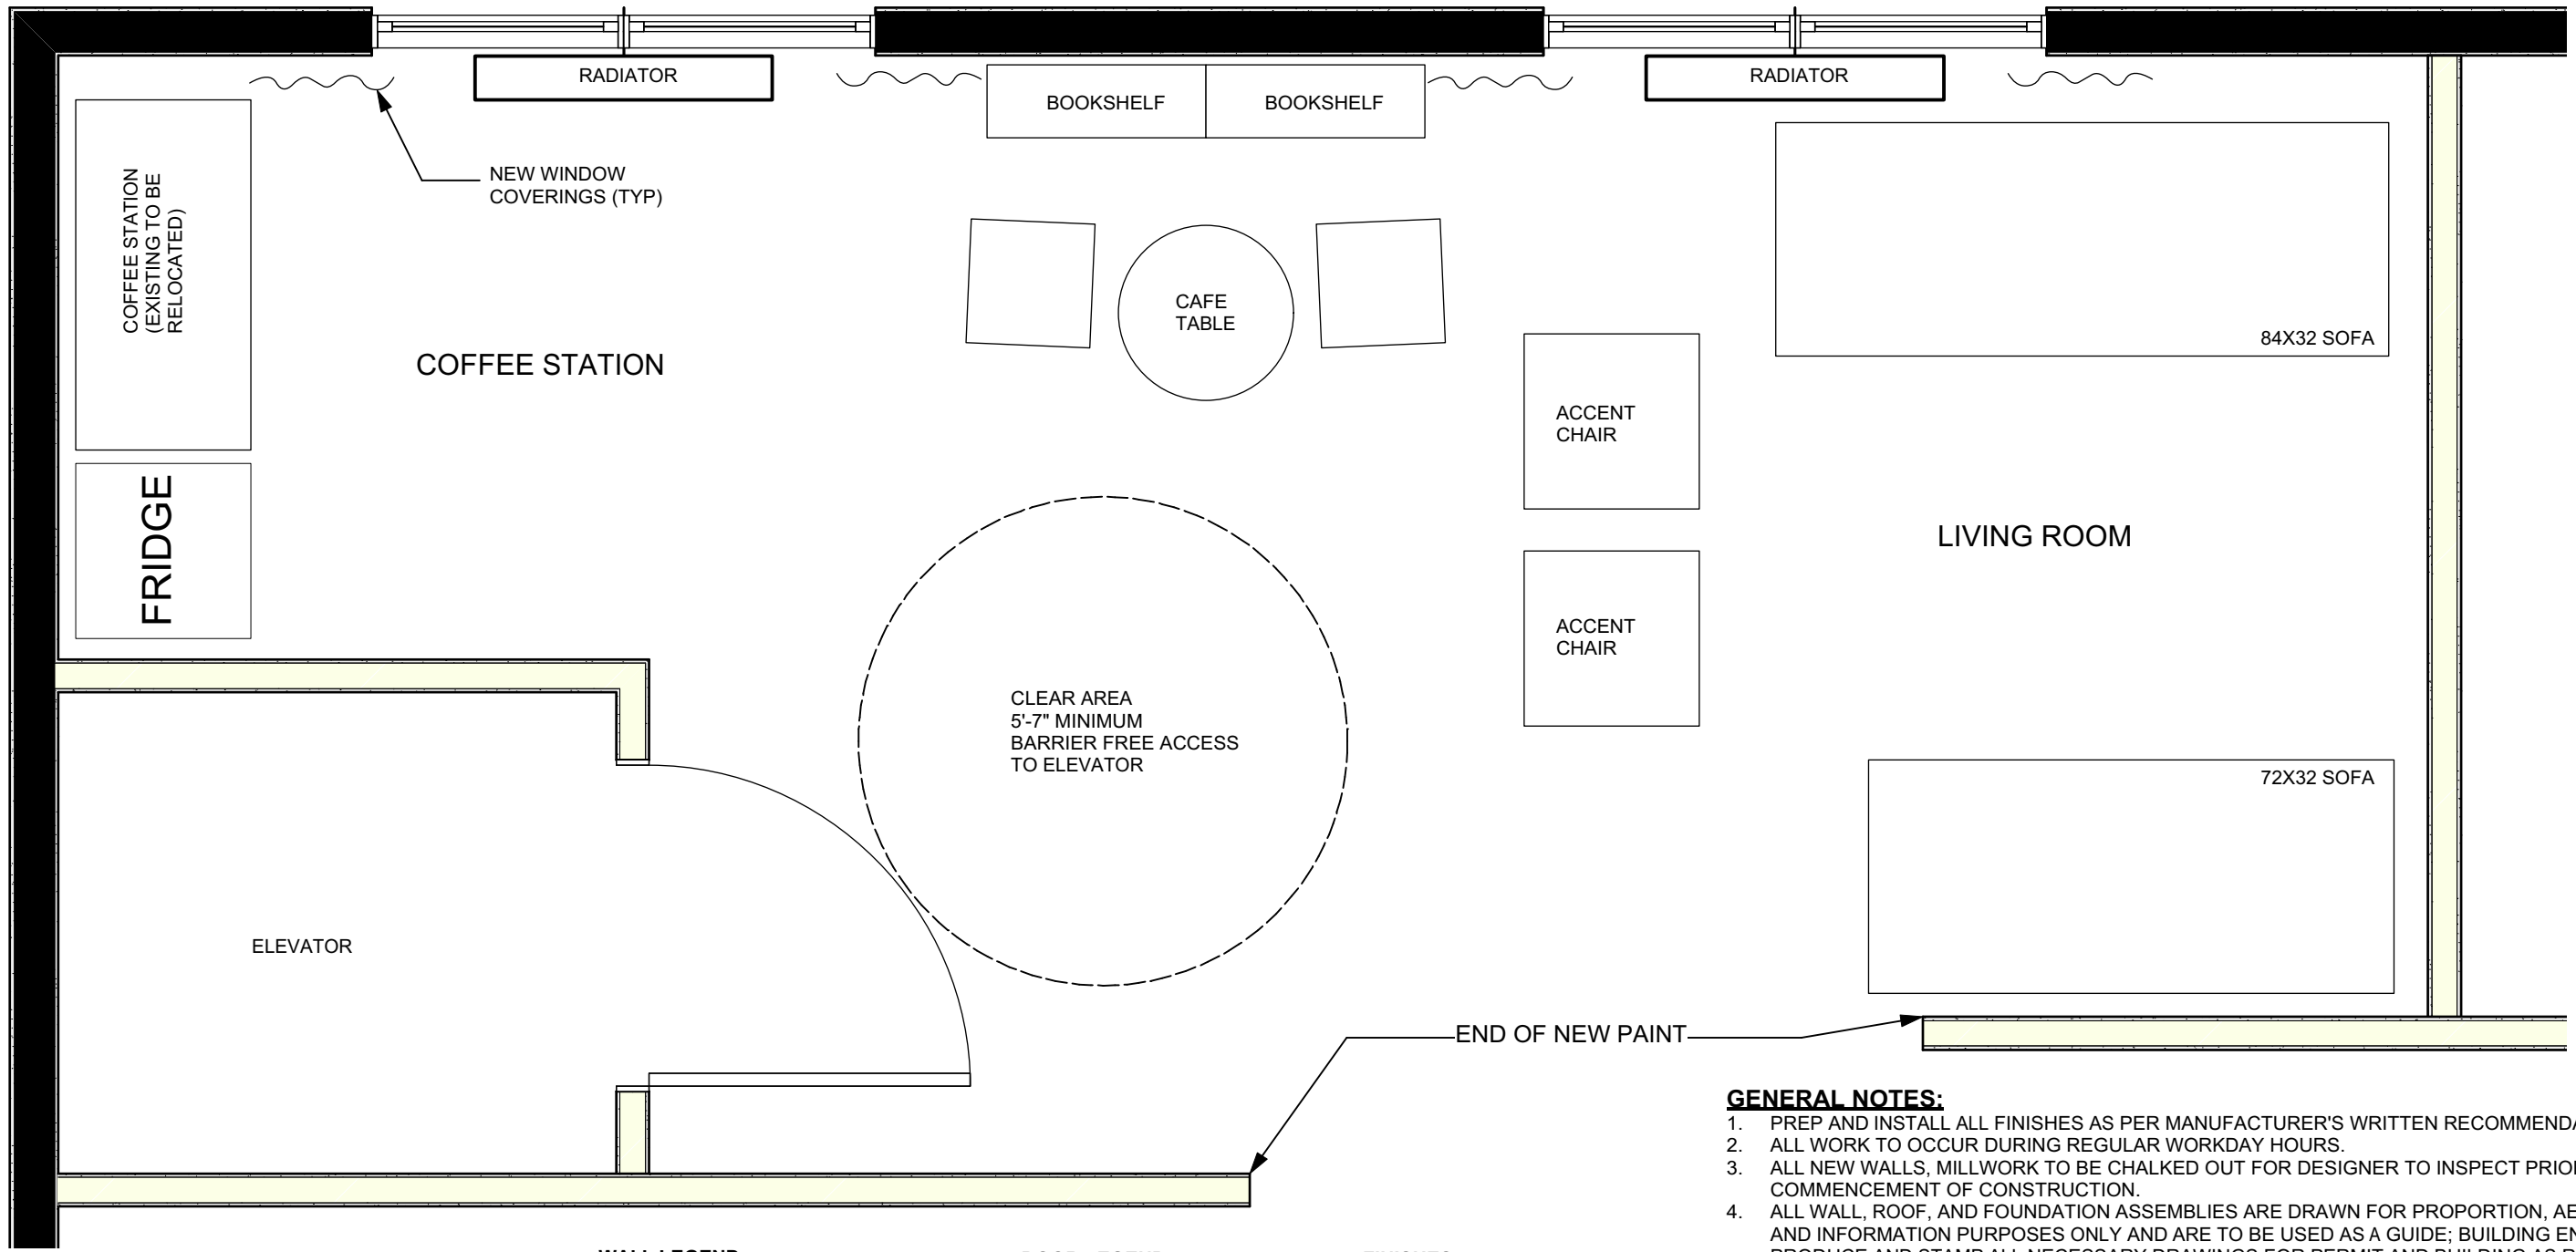 RADIATOR
RADIATOR
BOOKSHELF
BOOKSHELF
COFFEE STATION
(EXISTING TO BE
RELOCATED)
NEW WINDOW
COVERINGS (TYP)
CAFE
TABLE
84X32 SOFA
COFFEE STATION
ACCENT
CHAIR
FRIDGE
LIVING ROOM
ACCENT
CHAIR
CLEAR AREA
5'-7" MINIMUM
BARRIER FREE ACCESS
TO ELEVATOR
72X32 SOFA
ELEVATOR
END OF NEW PAINT
GENERAL NOTES:
1. PREP AND INSTALL ALL FINISHES AS PER MANUFACTURER'S WRITTEN
2. ALL WORK TO OCCUR DURING REGULAR WORKDAY HOURS.
3. ALL NEW WALLS, MILLWORK TO BE CHALKED OUT FOR DESIGNER TO INSPECT
COMMENCEMENT OF CONSTRUCTION.
4. ALL WALL, ROOF, AND FOUNDATION ASSEMBLIES ARE DRAWN FOR PROPORTION,
AND INFORMATION PURPOSES ONLY AND ARE TO BE USED AS A GUIDE; BUILDING